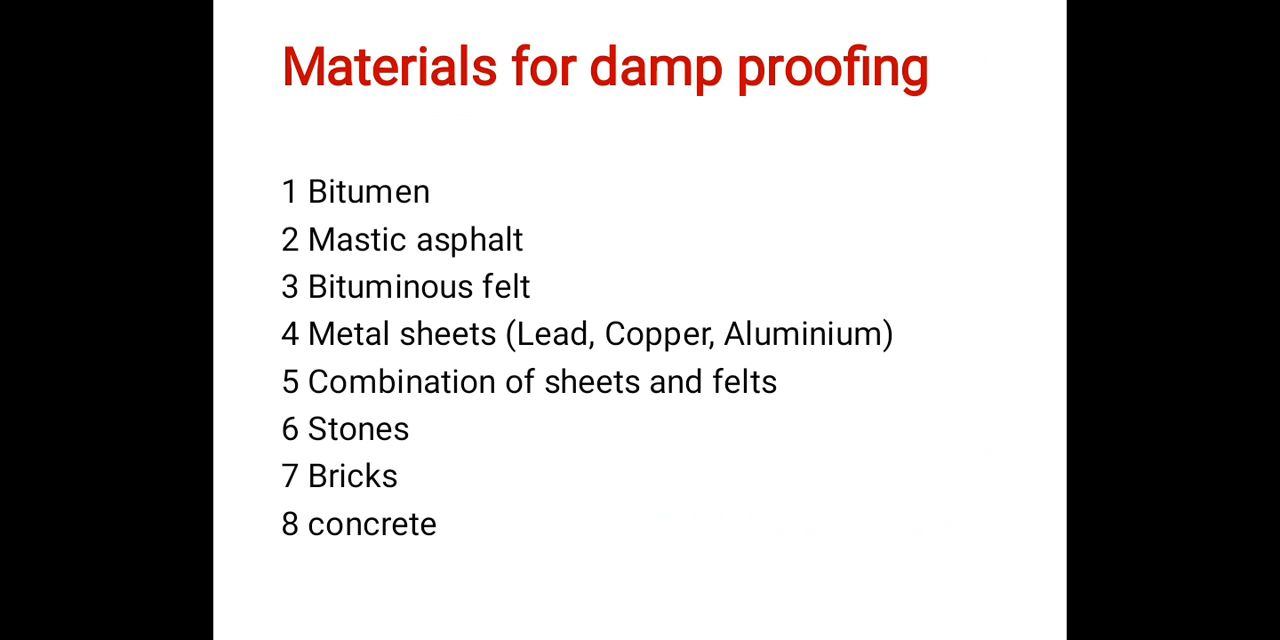 Materials for damp proofing
1 Bitumen
2 Mastic asphalt
3 Bituminous felt
4 Metal sheets (Lead, Copper, Aluminium)
5 Combination of sheets and felts
6 Stones
7 Bricks
8 concrete